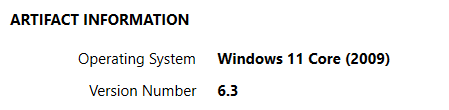 ARTIFACT INFORMATION
Operating System Windows 11 Core (2009)
Version Number 6.3